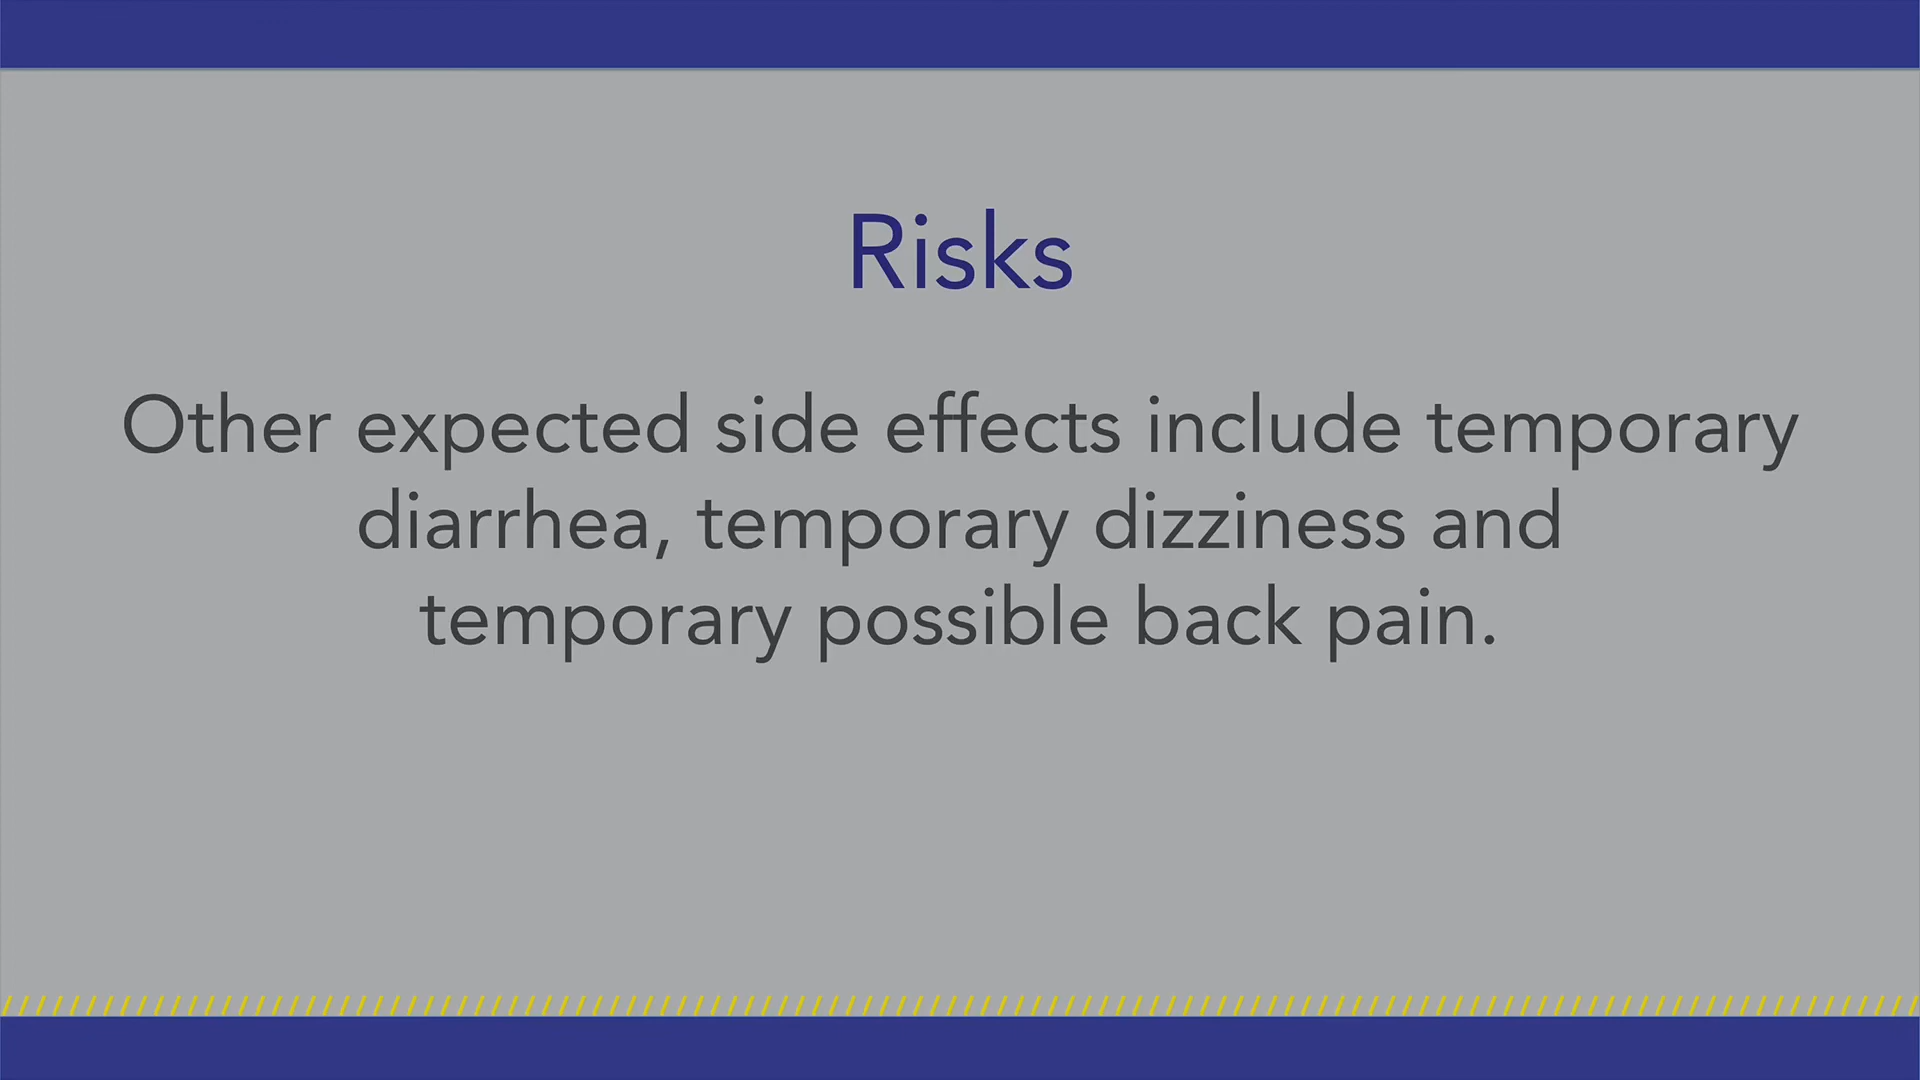 Risks
Other expected side effects include temporary
diarrhea, temporary dizziness and
temporary possible back pain.